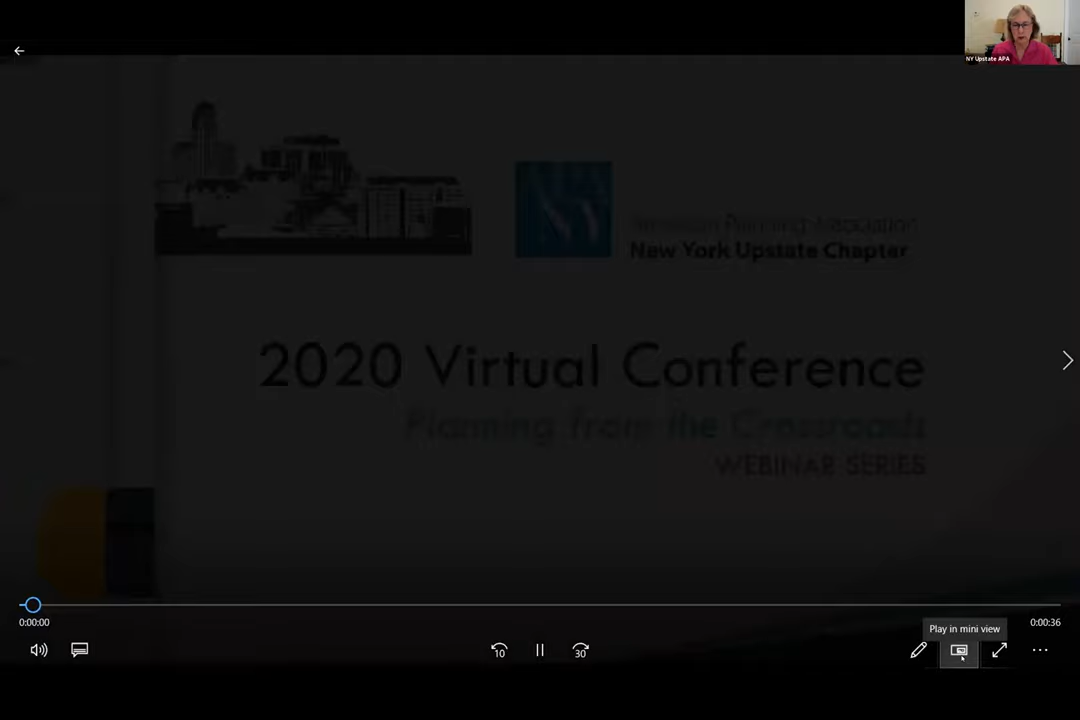 NY Upstate APA
American Planning Association
New York Upstate Chapter
2020 Virtual Conference
Planning from the Crossroads
WEBINAR SERIES
0:00:00
0:00:36
Play in mini view
10
30